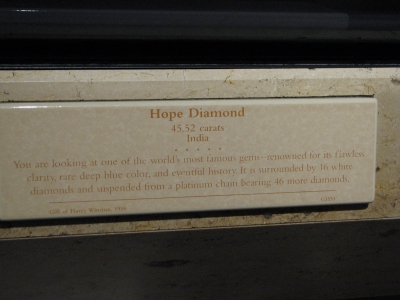 Hope Diamond
45.52 carats
India
You are looking at one of the world's most famous gems-- renowned for its flawless
clarity, rare deep blue color, and eventful history. It is surrounded by 16 white
diamonds and suspended from a platinum chain bearing 46 more diamonds.
Gift of Harry Winston, 1958